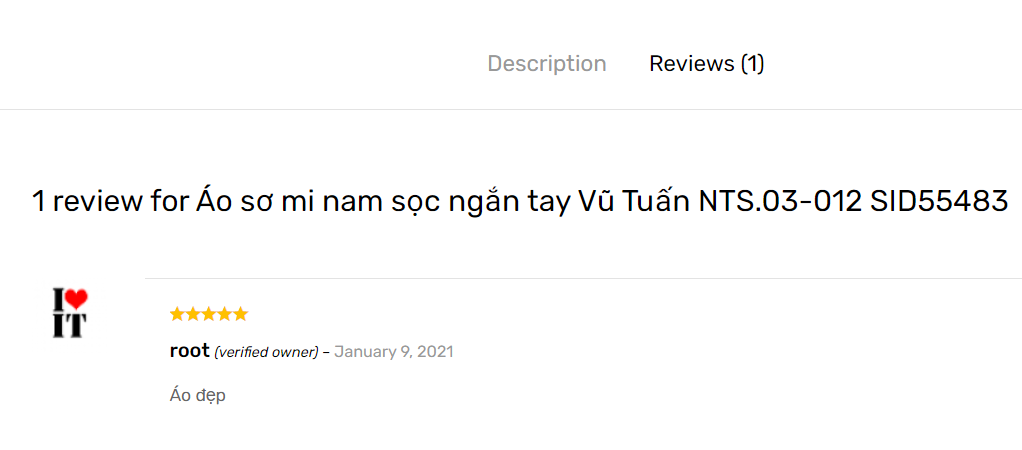 Description Reviews (1)
1 review for Áo sơ mi nam sọc ngắn tay Vũ Tuấn NTS.03-012 SID55483
I❤
IT
root (verified owner) – January 9, 2021
Áo đẹp